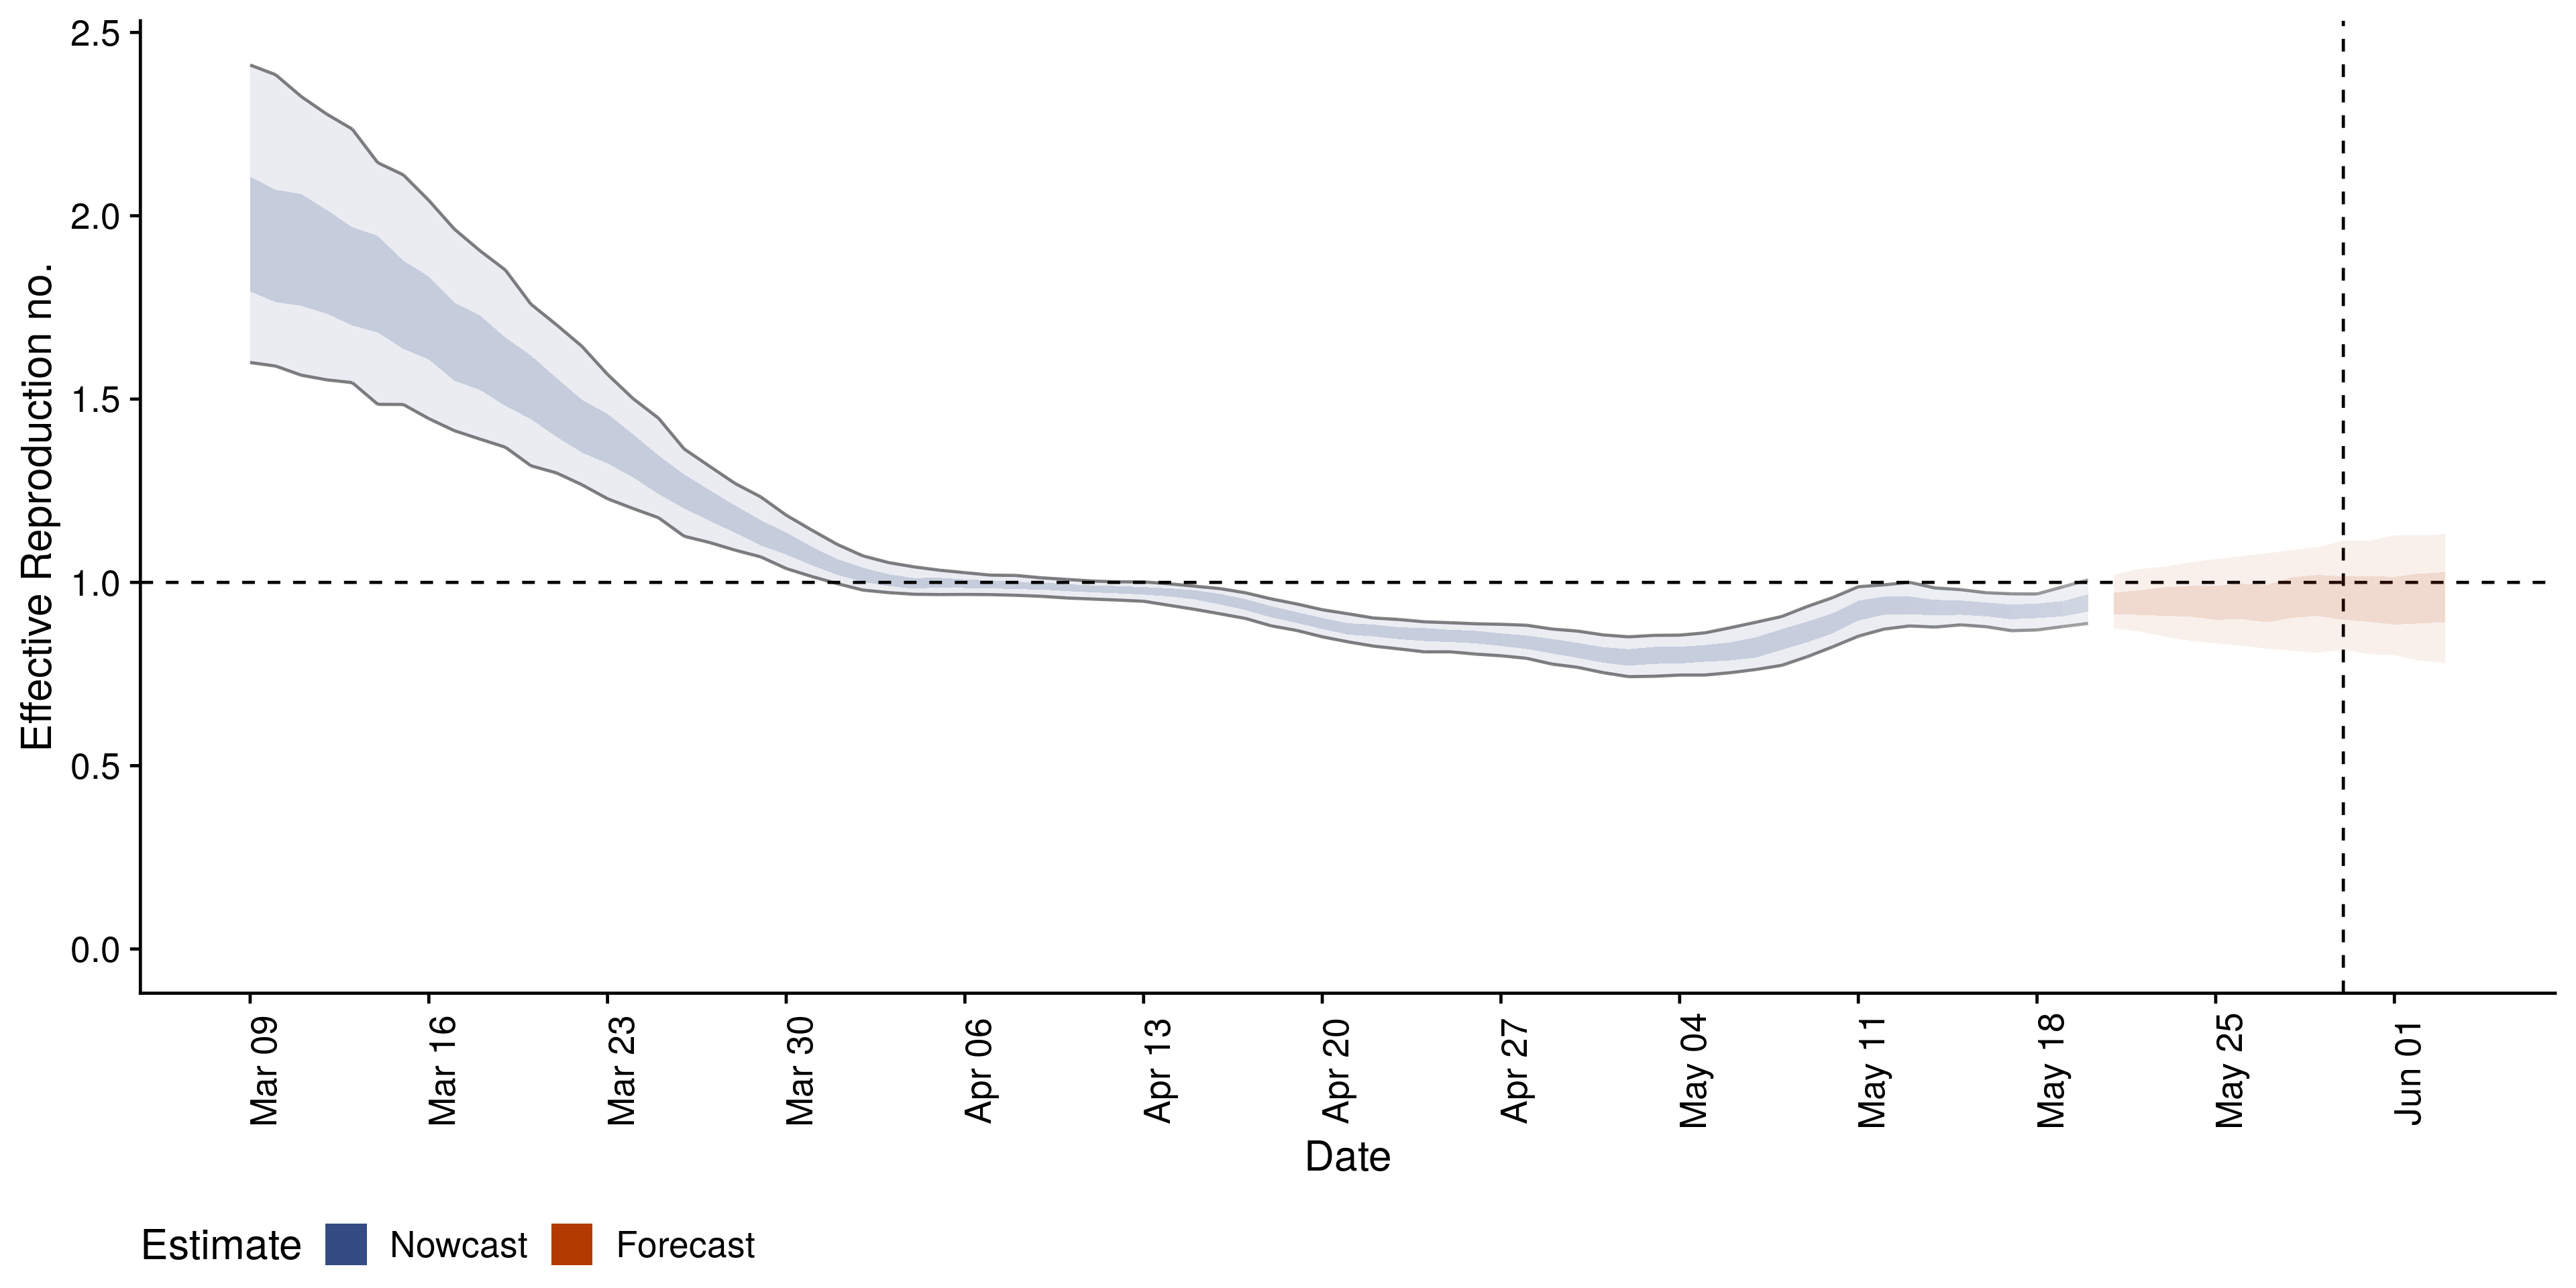 Effective Reproduction no.
2.5
2.0
1.5
1.0
0.5
0.0
Mar 09
Mar 16
Mar 23
Mar 30
Apr 06
Apr 13
Apr 20
Apr 27
May 04
May 11
May 18
May 25
Jun 01
Date
Estimate Nowcast Forecast